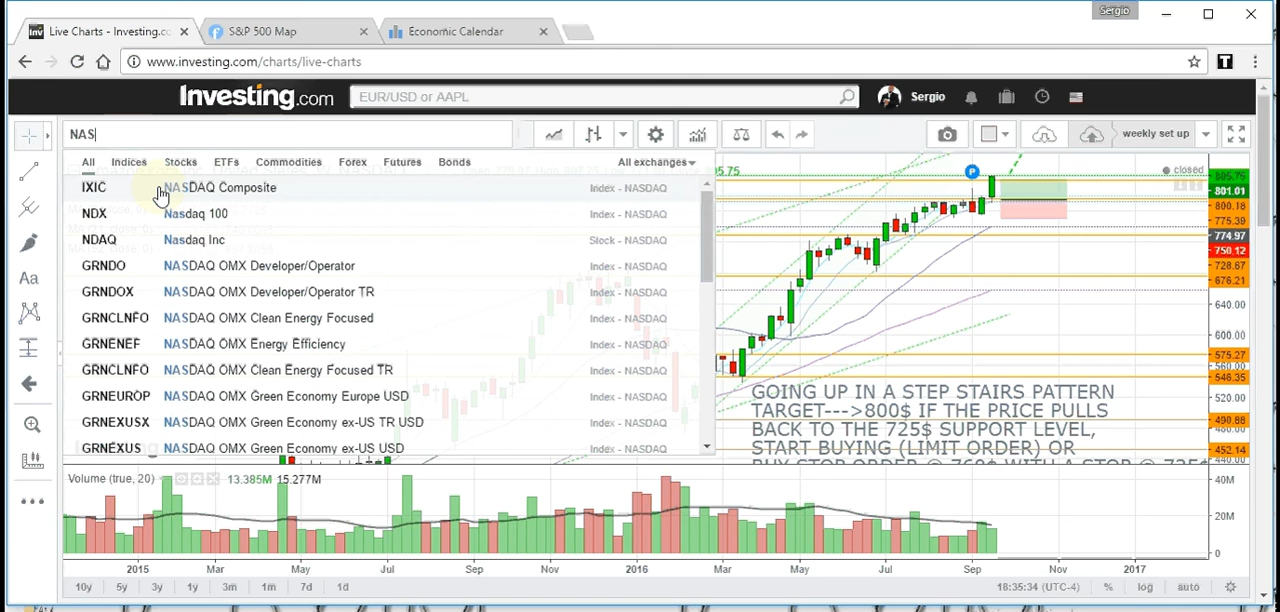 Sergio
Live Charts - Investing.co
S&P 500 Map
Economic Calendar
www.investing.com/charts/live-charts
Investing.com
EUR/USD or AAPL
Sergio
NAS
weekly set up
All Indices Stocks ETFs Commodities Forex Futures Bonds All exchanges
IXIC NASDAQ Composite Index - NASDAQ
NDX Nasdaq 100 Index - NASDAQ
NDAQ Nasdaq Inc Stock - NASDAQ
GRNDO NASDAQ OMX Developer/Operator Index - NASDAQ
GRNDOX NASDAQ OMX Developer/Operator TR Index - NASDAQ
GRNCLNFO NASDAQ OMX Clean Energy Focused Index - NASDAQ
GRNENEF NASDAQ OMX Energy Efficiency Index - NASDAQ
GRNCLNFO NASDAQ OMX Clean Energy Focused TR Index - NASDAQ
GRNEUROP NASDAQ OMX Green Economy Europe USD Index - NASDAQ
GRNEXUSX NASDAQ OMX Green Economy ex-US TR USD Index - NASDAQ
GRNEXUS NASDAQ OMX Green Economy ex-US USD Index - NASDAQ
P
closed
805.75
801.01
800.18
775.39
774.97
750.12
728.67
676.21
640.00
600.00
575.27
560.00
546.35
520.00
490.88
452.14
440.00
GOING UP IN A STEP STAIRS PATTERN
TARGET--->800$ IF THE PRICE PULLS
BACK TO THE 725$ SUPPORT LEVEL,
START BUYING (LIMIT ORDER) OR
BUY STOP ORDER @ 760$ WITH A STOP @ 725$
Volume (true, 20) 13.385M 15.277M
40M
20M
0
2015 Mar May Jul Sep Nov 2016 Mar May Jul Sep Nov 2017
10y 5y 3y 1y 3m 1m 7d 1d 18:35:34 (UTC-4) % log auto